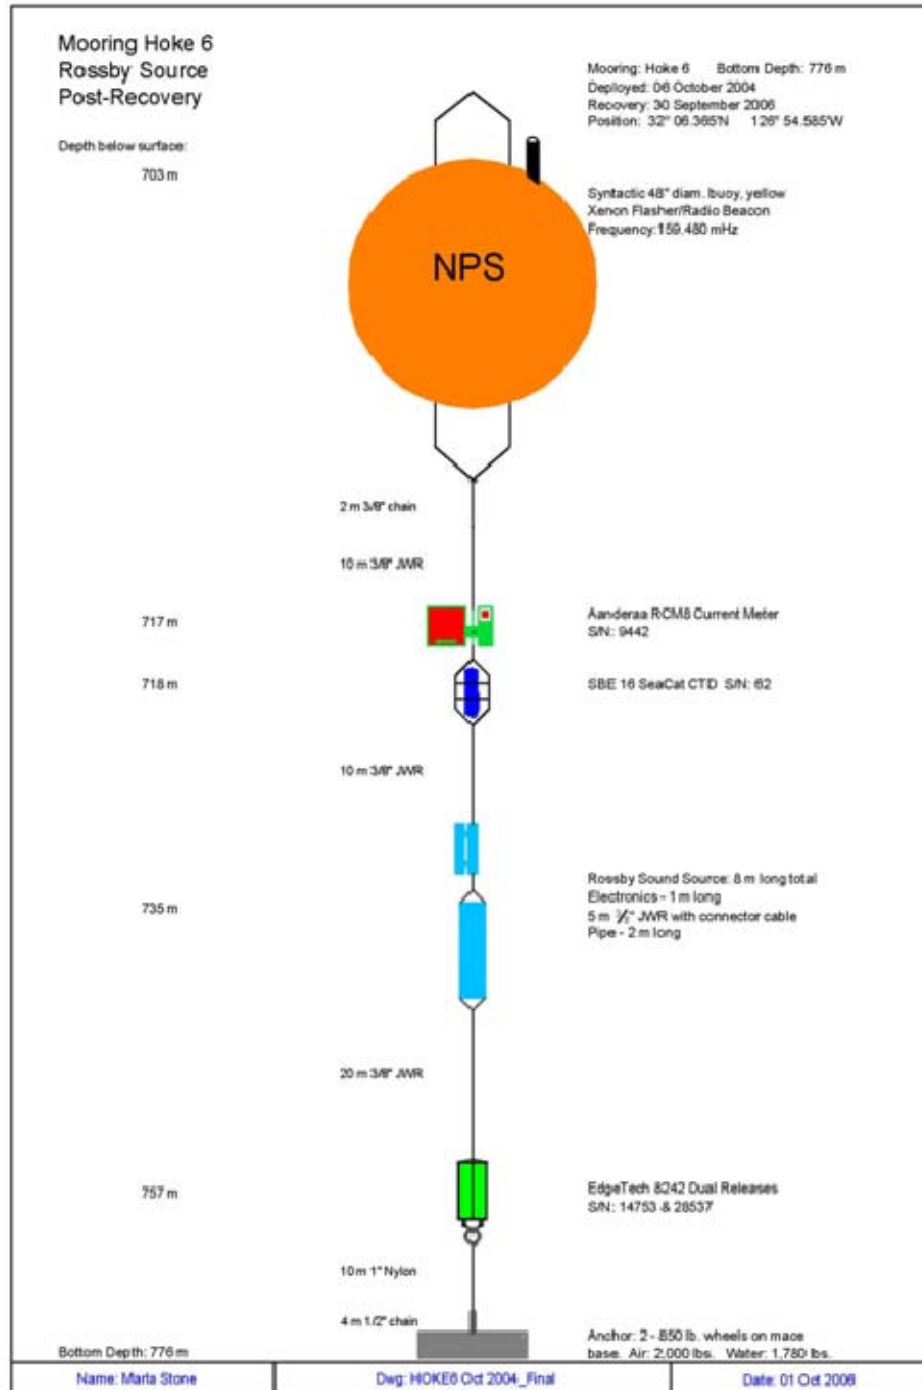 Mooring Hoke 6
Rossby Source
Post-Recovery
Depth below surface:
703 m
Mooring: Hoke 6 Bottom Depth: 776 m
Deployed: 06 October 2004
Recovery: 30 September 2006
Position: 32° 06.365'N 126° 54.585'W
Syntactic 48" diam. buoy, yellow
Xenon Flasher/Radio Beacon
Frequency: 159.480 mHz
NPS
2 m 3/8" chain
10 m 3/8" JWR
717 m
Aanderaa RCM8 Current Meter
S/N: 9442
718 m
SBE 16 SeaCat CTD S/N: 62
10 m 3/8" JWR
735 m
Rossby Sound Source: 8 m long total
Electronics - 1 m long
5 m JWR with connector cable
Pipe - 2 m long
20 m 3/8" JWR
757 m
EdgeTech 8242 Dual Releases
S/N: 14753 & 28537
10 m 1" Nylon
4 m 1/2" chain
Bottom Depth: 776 m
Anchor: 2 - 850 lb. wheels on mace
base. Air: 2,000 lbs. Water: 1,780 lbs.
Name: Marla Stone
Dwg: HOKE6 Oct 2004_Final
Date: 01 Oct 2006